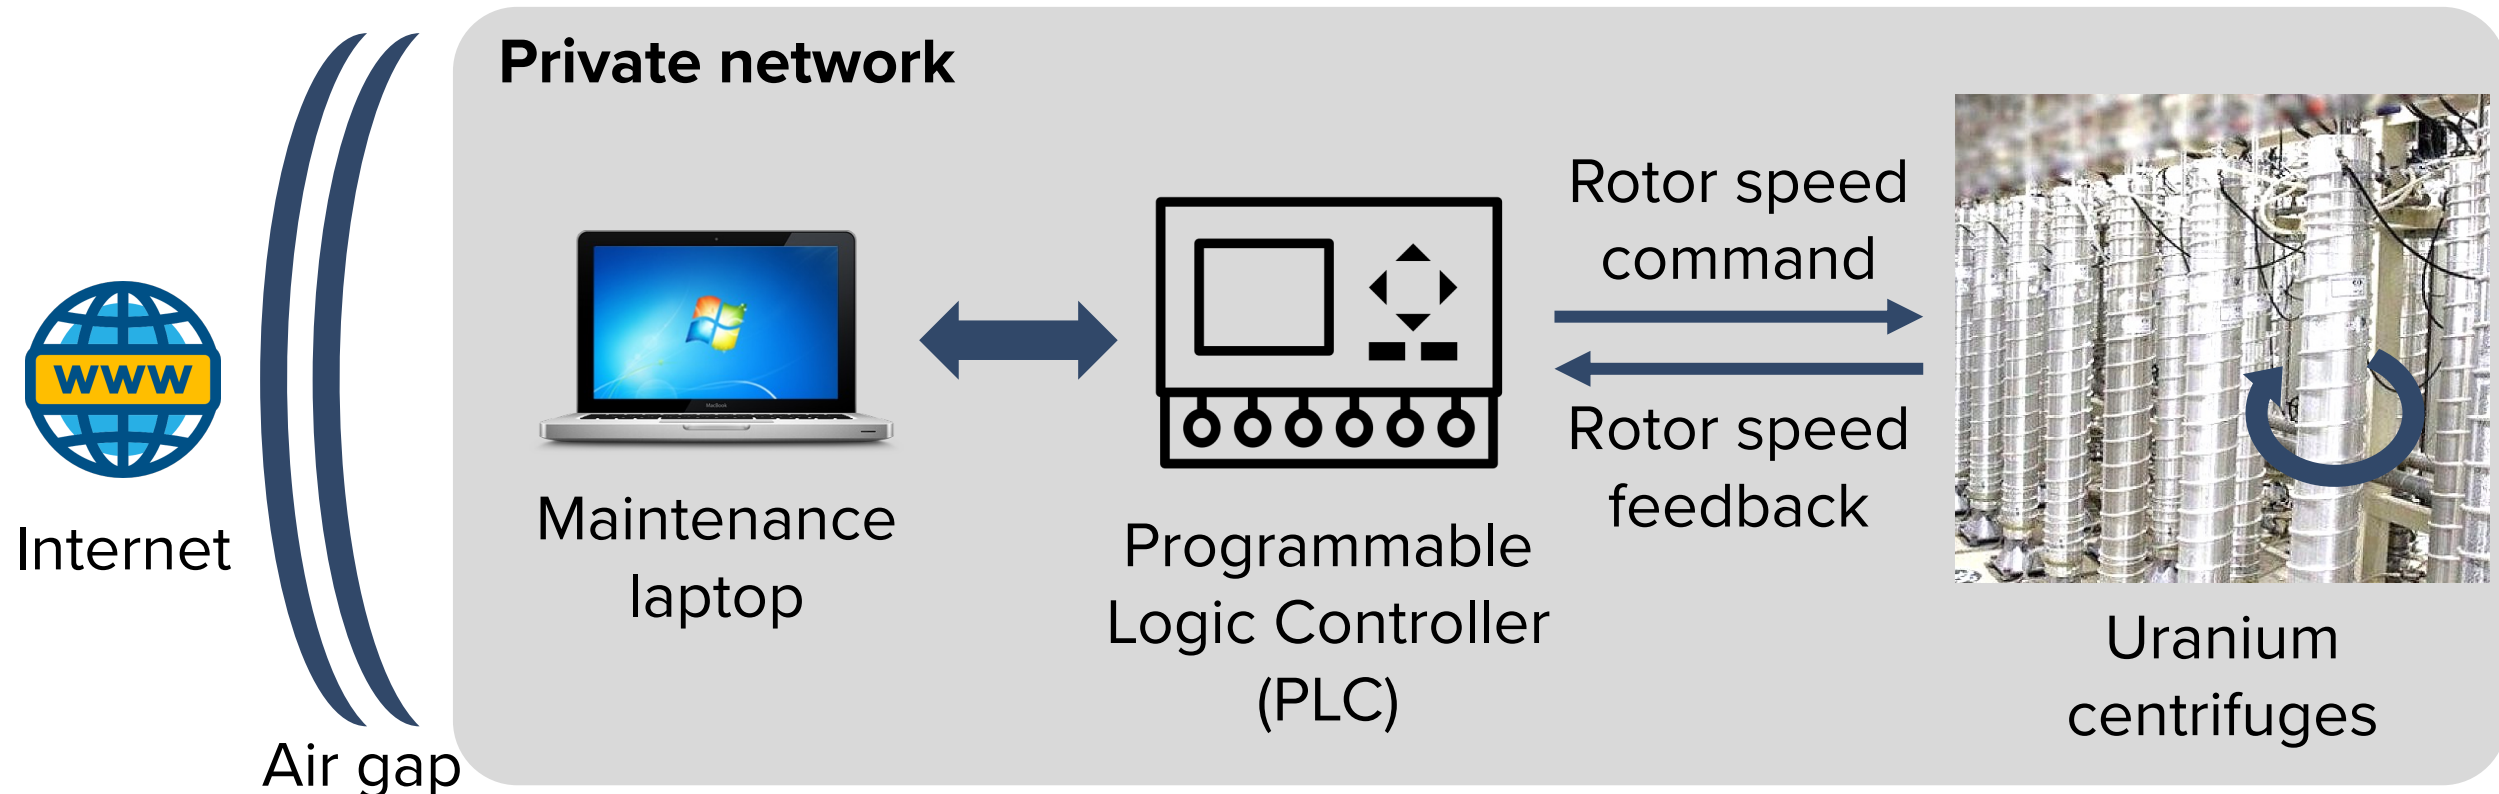 Private network
WWW
Internet
Air gap
Maintenance
laptop
Programmable
Logic Controller
(PLC)
Rotor speed
command
Rotor speed
feedback
Uranium
centrifuges